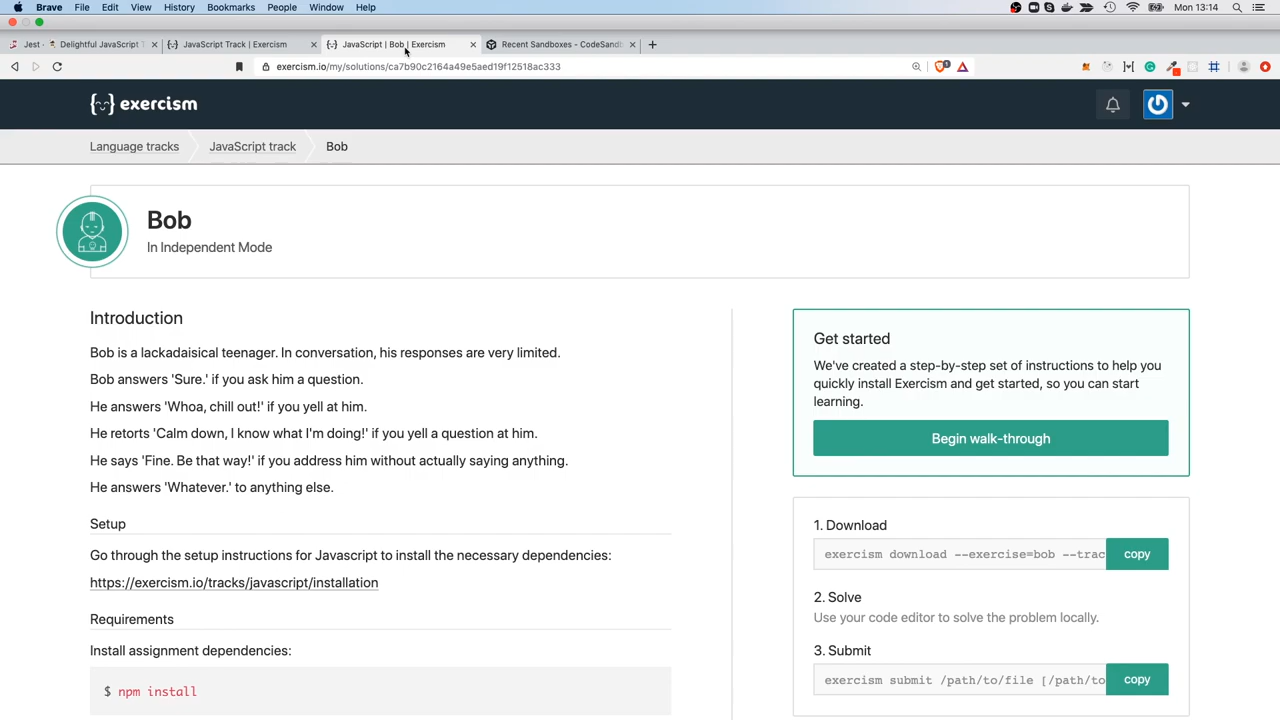 Brave File Edit View History Bookmarks People Window Help Mon 13:14
Jest · Delightful JavaScript T JavaScript Track | Exercism JavaScript | Bob | Exercism Recent Sandboxes - CodeSandb
exercism.io/my/solutions/ca7b90c2164a49e5aed19f12518ac333
{ } exercism
Language tracks JavaScript track Bob
Bob
In Independent Mode
Introduction
Bob is a lackadaisical teenager. In conversation, his responses are very limited.
Bob answers 'Sure.' if you ask him a question.
He answers 'Whoa, chill out!' if you yell at him.
He retorts 'Calm down, I know what I'm doing!' if you yell a question at him.
He says 'Fine. Be that way!' if you address him without actually saying anything.
He answers 'Whatever.' to anything else.
Setup
Go through the setup instructions for Javascript to install the necessary dependencies:
https://exercism.io/tracks/javascript/installation
Requirements
Install assignment dependencies:
$ npm install
Get started
We've created a step-by-step set of instructions to help you
quickly install Exercism and get started, so you can start
learning.
Begin walk-through
1. Download
exercism download --exercise=bob --trac copy
2. Solve
Use your code editor to solve the problem locally.
3. Submit
exercism submit /path/to/file [/path/to copy